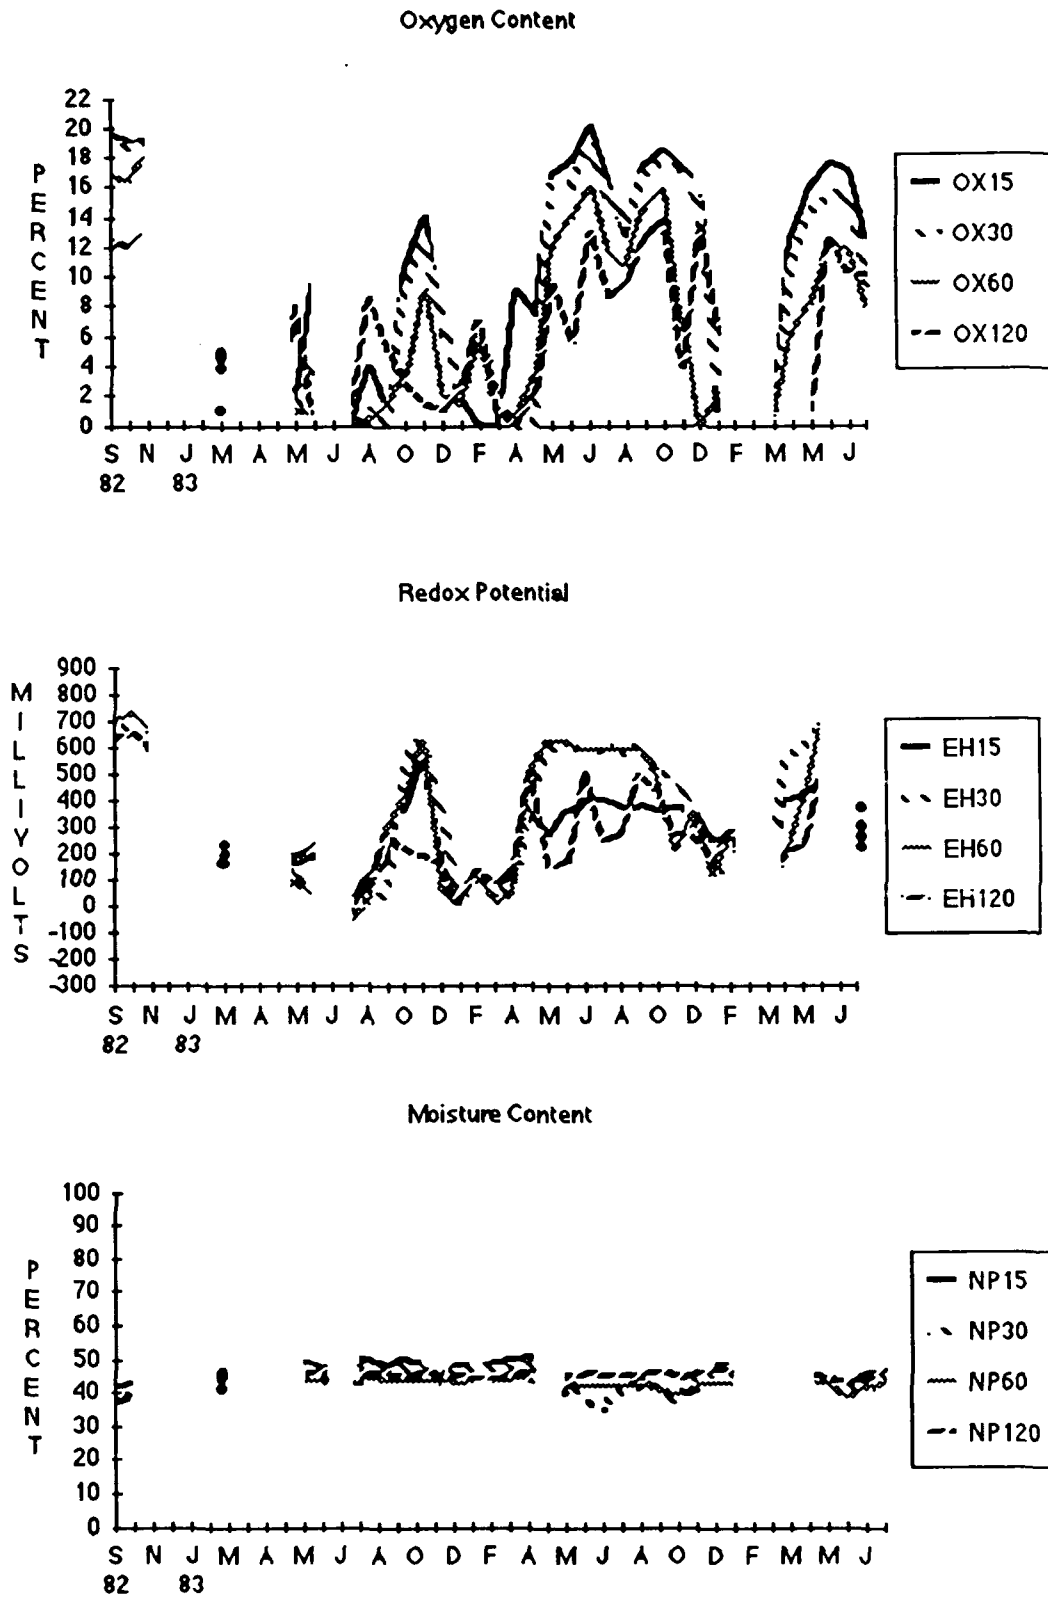 Oxygen Content
PERCENT
22
20
18
16
14
12
10
8
6
4
2
0
S N J M A M J A O D F A M J A O D F M M J
82 83
OX15
OX30
OX60
OX120
Redox Potential
MILLIVOLTS
900
800
700
600
500
400
300
200
100
0
-100
-200
-300
S N J M A M J A O D F A M J A O D F M M J
82 83
EH15
EH30
EH60
EH120
Moisture Content
PERCENT
100
90
80
70
60
50
40
30
20
10
0
S N J M A M J A O D F A M J A O D F M M J
82 83
NP15
NP30
NP60
NP120